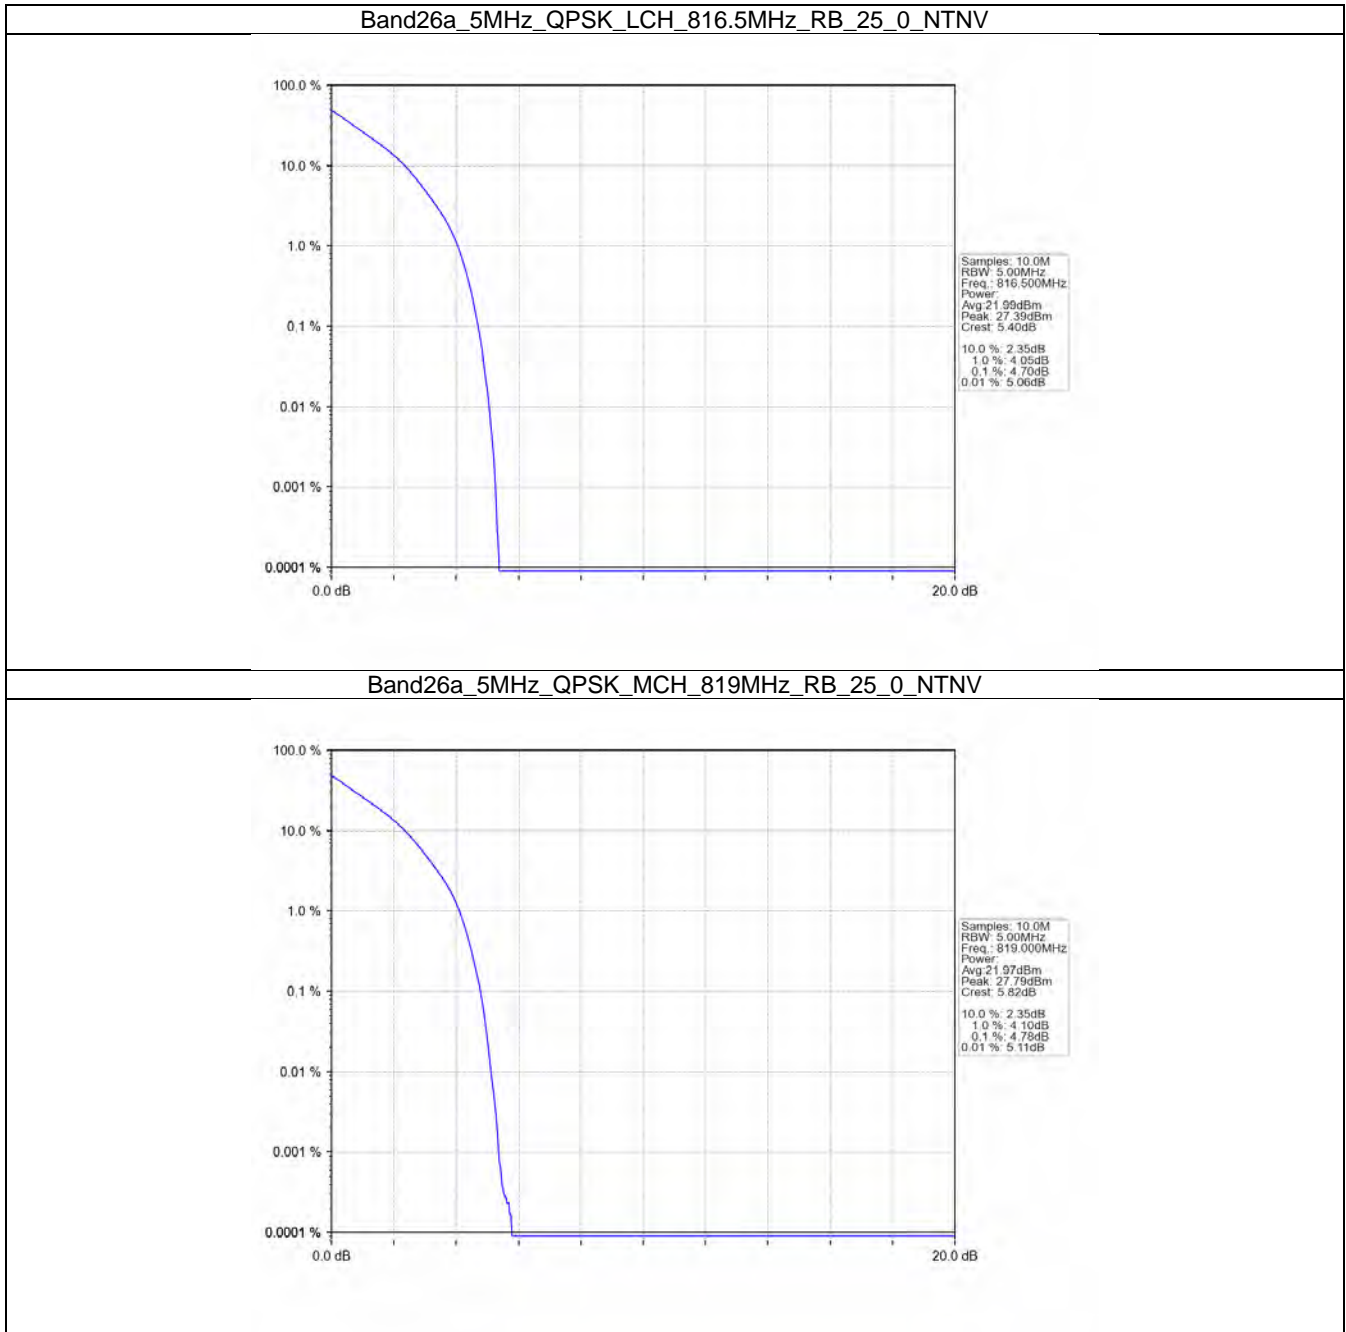 Band26a_5MHz_QPSK_LCH_816.5MHz_RB_25_0_NTNV
100.0 %
10.0 %
1.0 %
0.1 %
0.01 %
0.001 %
0.0001 %
0.0 dB
20.0 dB
Samples: 10.0M
RBW: 5.00MHz
Freq.: 816.500MHz
Power:
Avg:21.99dBm
Peak: 27.39dBm
Crest: 5.40dB
10.0 %: 2.35dB
1.0 %: 4.05dB
0.1 %: 4.70dB
0.01 %: 5.06dB
Band26a_5MHz_QPSK_MCH_819MHz_RB_25_0_NTNV
100.0 %
10.0 %
1.0 %
0.1 %
0.01 %
0.001 %
0.0001 %
0.0 dB
20.0 dB
Samples: 10.0M
RBW: 5.00MHz
Freq.: 819.000MHz
Power:
Avg:21.97dBm
Peak: 27.79dBm
Crest: 5.82dB
10.0 %: 2.35dB
1.0 %: 4.10dB
0.1 %: 4.78dB
0.01 %: 5.11dB